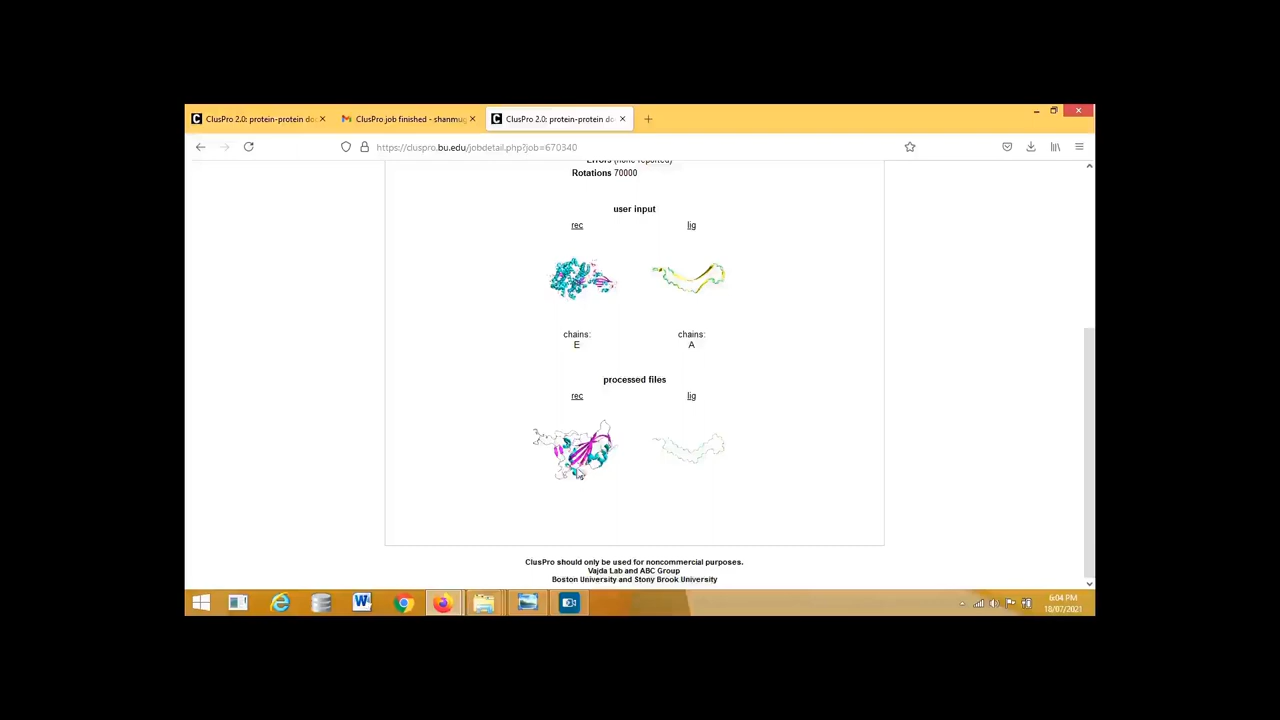 ClusPro 2.0: protein-protein do
ClusPro job finished - shanmug
ClusPro 2.0: protein-protein do
https://cluspro.bu.edu/jobdetail.php?job=670340
Errors (none reported)
Rotations 70000
user input
rec lig
chains: chains:
E A
processed files
rec lig
ClusPro should only be used for noncommercial purposes.
Vajda Lab and ABC Group
Boston University and Stony Brook University
6:04 PM
18/07/2021